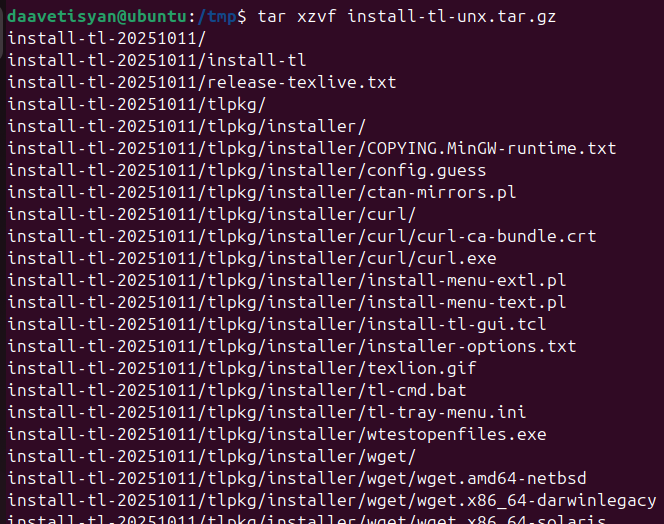 daavetisyan@ubuntu:/tmp$ tar xzvf install-tl-unx.tar.gz
install-tl-20251011/
install-tl-20251011/install-tl
install-tl-20251011/release-texlive.txt
install-tl-20251011/tlpkg/
install-tl-20251011/tlpkg/installer/
install-tl-20251011/tlpkg/installer/COPYING.MinGW-runtime.txt
install-tl-20251011/tlpkg/installer/config.guess
install-tl-20251011/tlpkg/installer/ctan-mirrors.pl
install-tl-20251011/tlpkg/installer/curl/
install-tl-20251011/tlpkg/installer/curl/curl-ca-bundle.crt
install-tl-20251011/tlpkg/installer/curl/curl.exe
install-tl-20251011/tlpkg/installer/install-menu-extl.pl
install-tl-20251011/tlpkg/installer/install-menu-text.pl
install-tl-20251011/tlpkg/installer/install-tl-gui.tcl
install-tl-20251011/tlpkg/installer/installer-options.txt
install-tl-20251011/tlpkg/installer/texlion.gif
install-tl-20251011/tlpkg/installer/tl-cmd.bat
install-tl-20251011/tlpkg/installer/tl-tray-menu.ini
install-tl-20251011/tlpkg/installer/wtestopenfiles.exe
install-tl-20251011/tlpkg/installer/wget/
install-tl-20251011/tlpkg/installer/wget/wget.amd64-netbsd
install-tl-20251011/tlpkg/installer/wget/wget.x86_64-darwinlegacy
install-tl-20251011/tlpkg/installer/wget/wget.x86_64-solaris